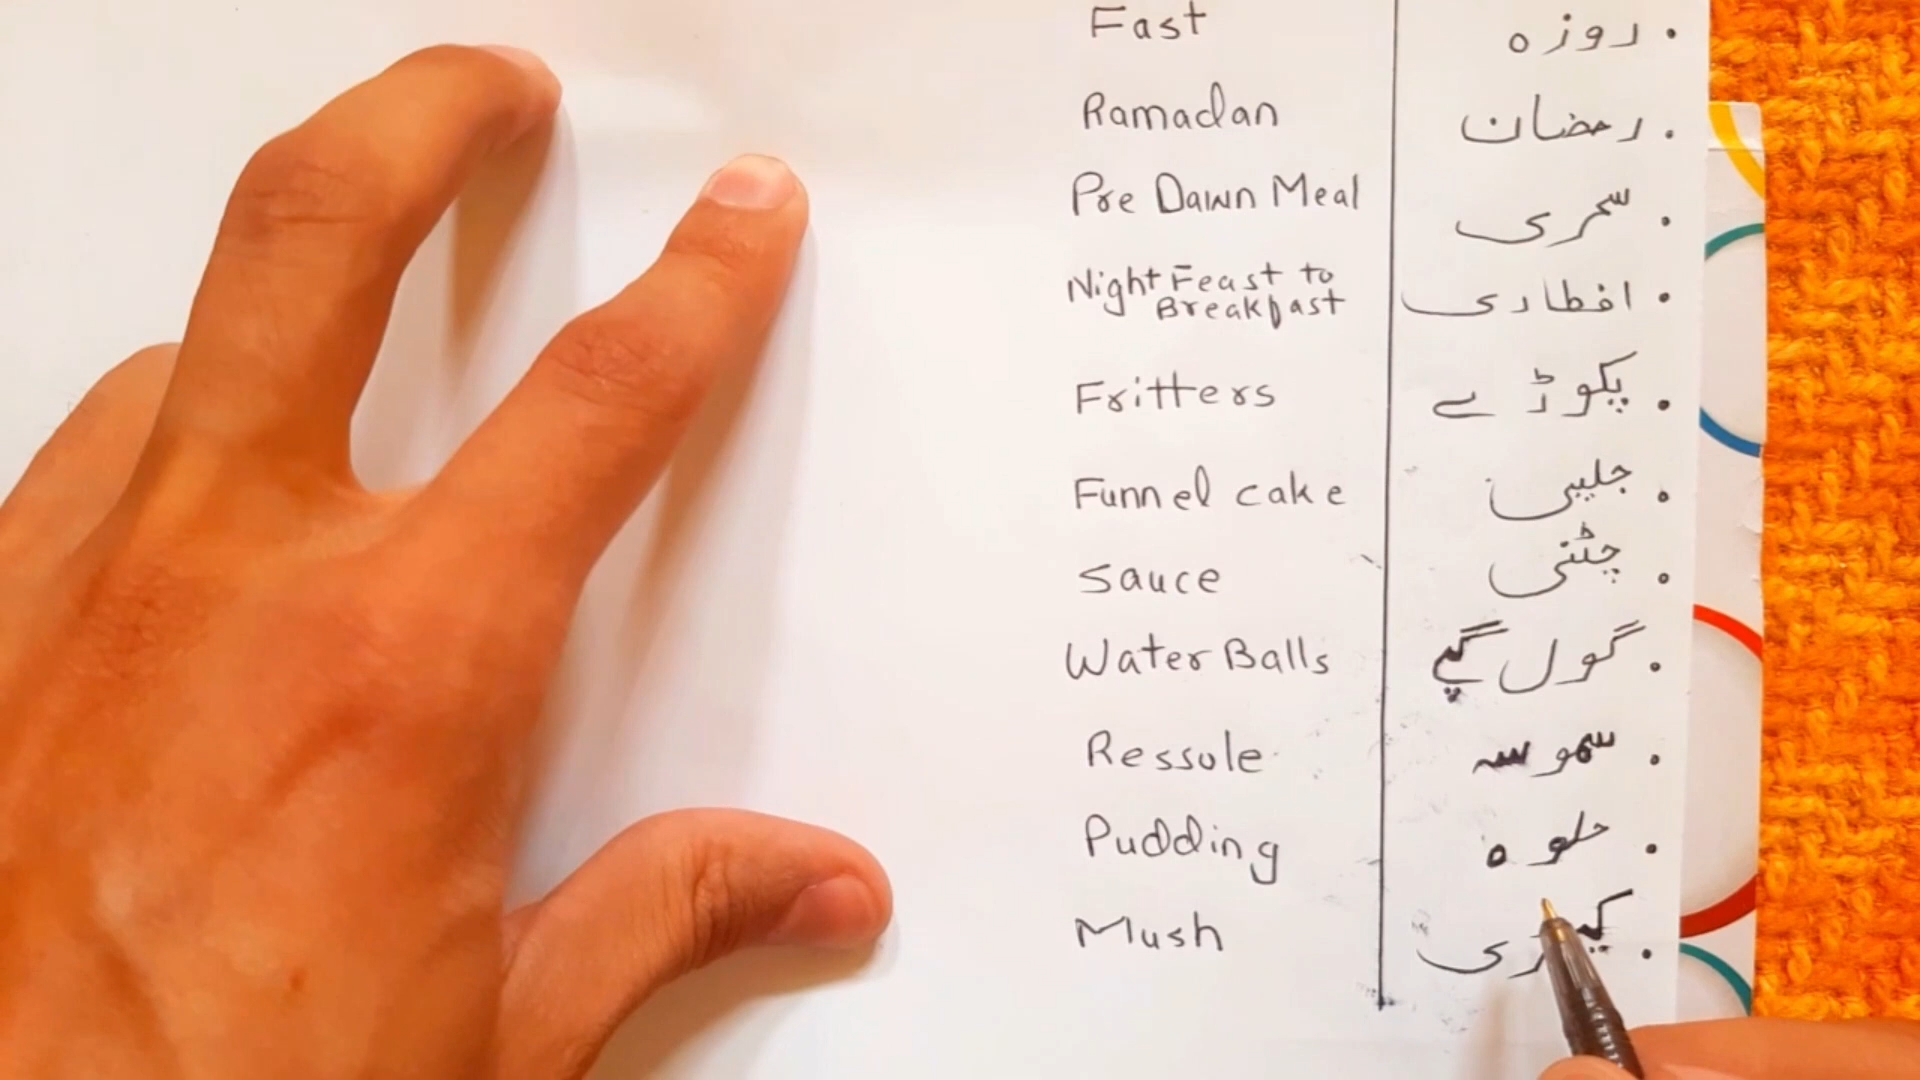 Fast روزہ .
Ramadan رمضان .
Pre Dawn Meal سحری .
Night Feast to افطاری .
Breakfast
Fritters پکوڑے .
Funnel cake جلیبی .
Sauce چٹنی .
Water Balls گول گپے .
Ressole سموسہ .
Pudding حلوہ .
Mush